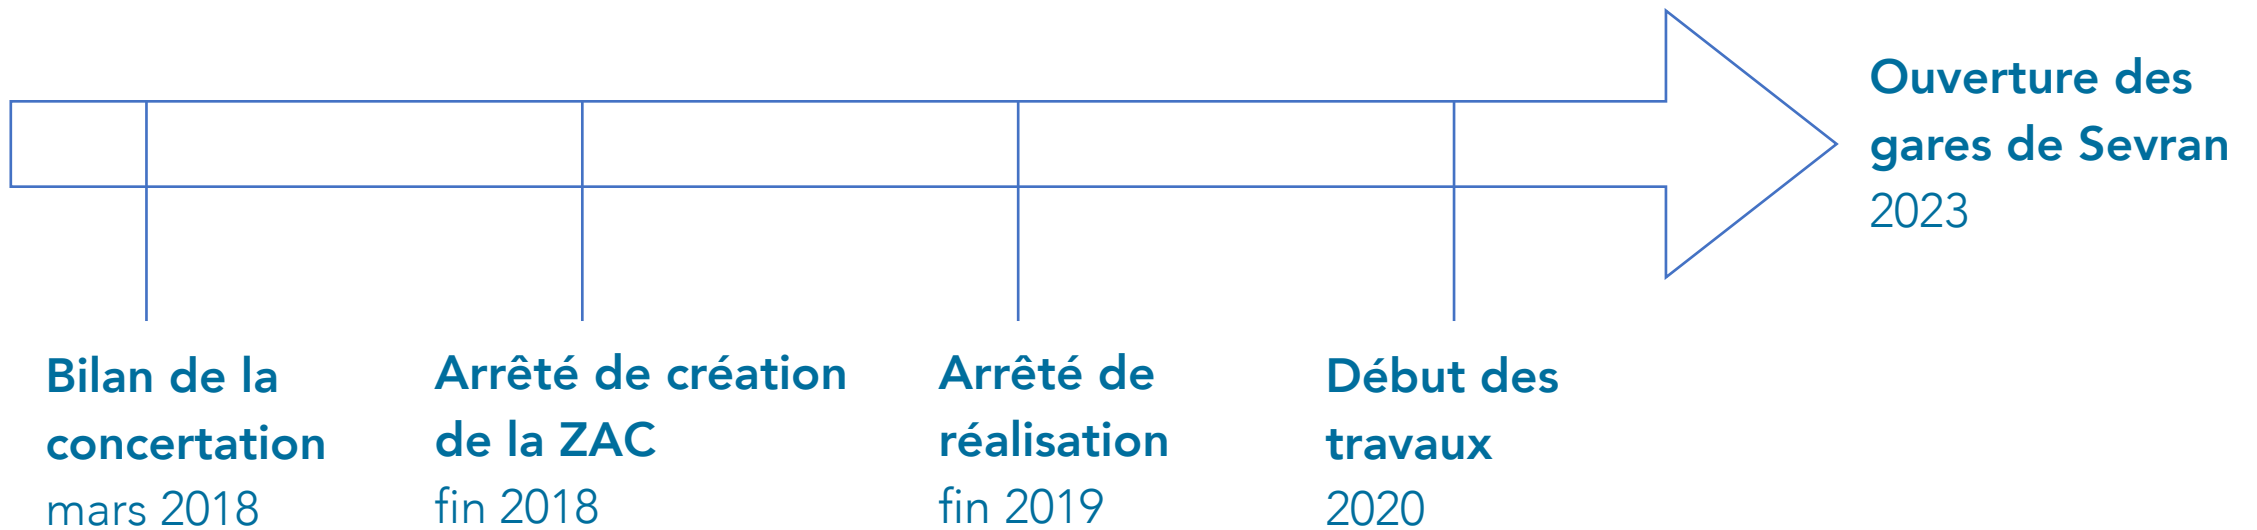 Bilan de la
concertation
mars 2018
Arrêté de création
de la ZAC
fin 2018
Arrêté de
réalisation
fin 2019
Début des
travaux
2020
Ouverture des
gares de Sevran
2023